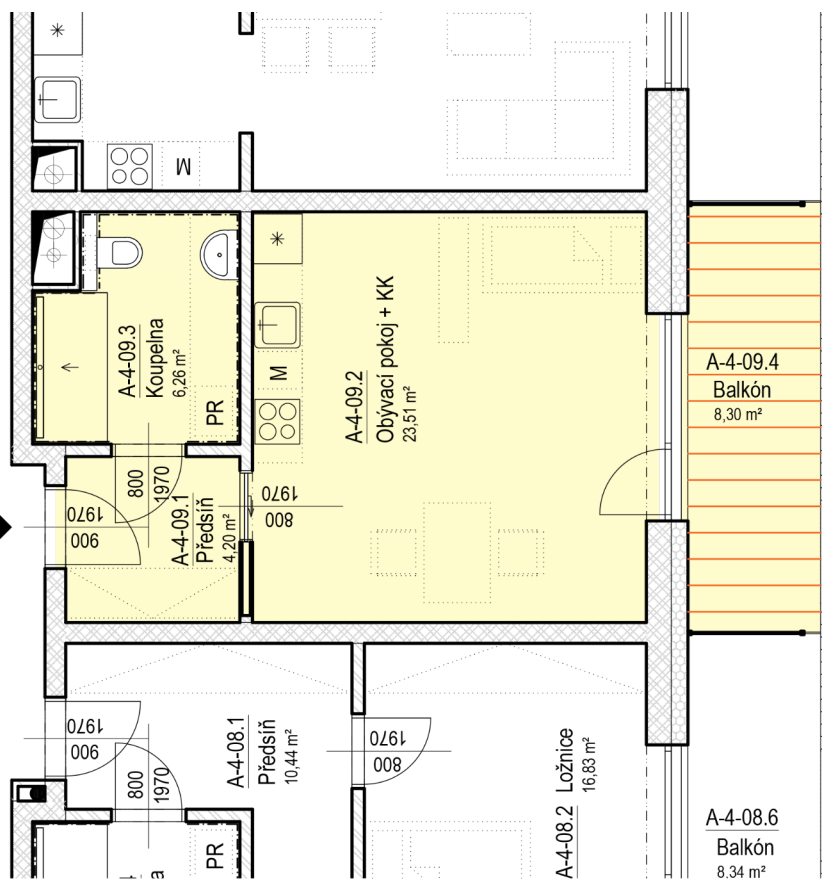 *
M
*
A-4-09.3
Koupelna
6,26 m²
PR
M
A-4-09.2
Obývací pokoj + KK
23,51 m²
A-4-09.4
Balkón
8,30 m²
800
1970
1970
900
A-4-09.1
Předsíň
4,20 m²
1970
800
1970
900
800
1970
A-4-08.1
Předsíň
10,44 m²
1970
800
A-4-08.2 Ložnice
16,83 m²
PR
A-4-08.6
Balkón
8,34 m²